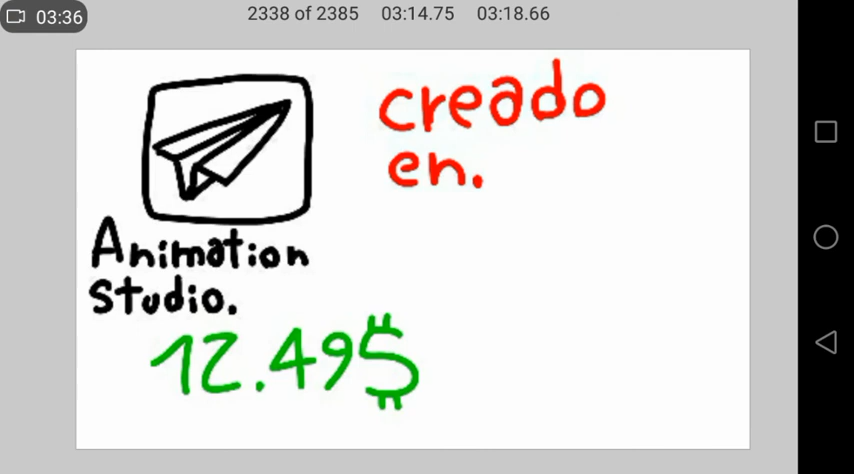 03:36
2338 of 2385 03:14.75 03:18.66
creado
en.
Animation
studio.
12.49$